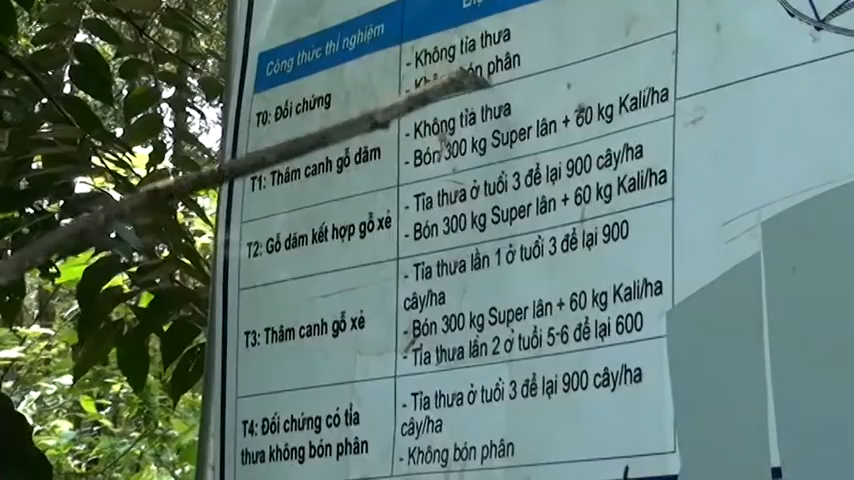 Công thức thí nghiệm
T0: Đối chứng
- Không tỉa thưa
- Không bón phân
T1: Thâm canh gỗ dăm
- Không tỉa thưa
- Bón 300 kg Super lân + 60 kg Kali/ha
T2: Gỗ dăm kết hợp gỗ xẻ
- Tỉa thưa ở tuổi 3 để lại 900 cây/ha
- Bón 300 kg Super lân + 60 kg Kali/ha
T3: Thâm canh gỗ xẻ
- Tỉa thưa lần 1 ở tuổi 3 để lại 900
cây/ha
- Bón 300 kg Super lân + 60 kg Kali/ha
- Tỉa thưa lần 2 ở tuổi 5-6 để lại 600
T4: Đối chứng có tỉa
thưa không bón phân
- Tỉa thưa ở tuổi 3 để lại 900 cây/ha
cây/ha
- Không bón phân